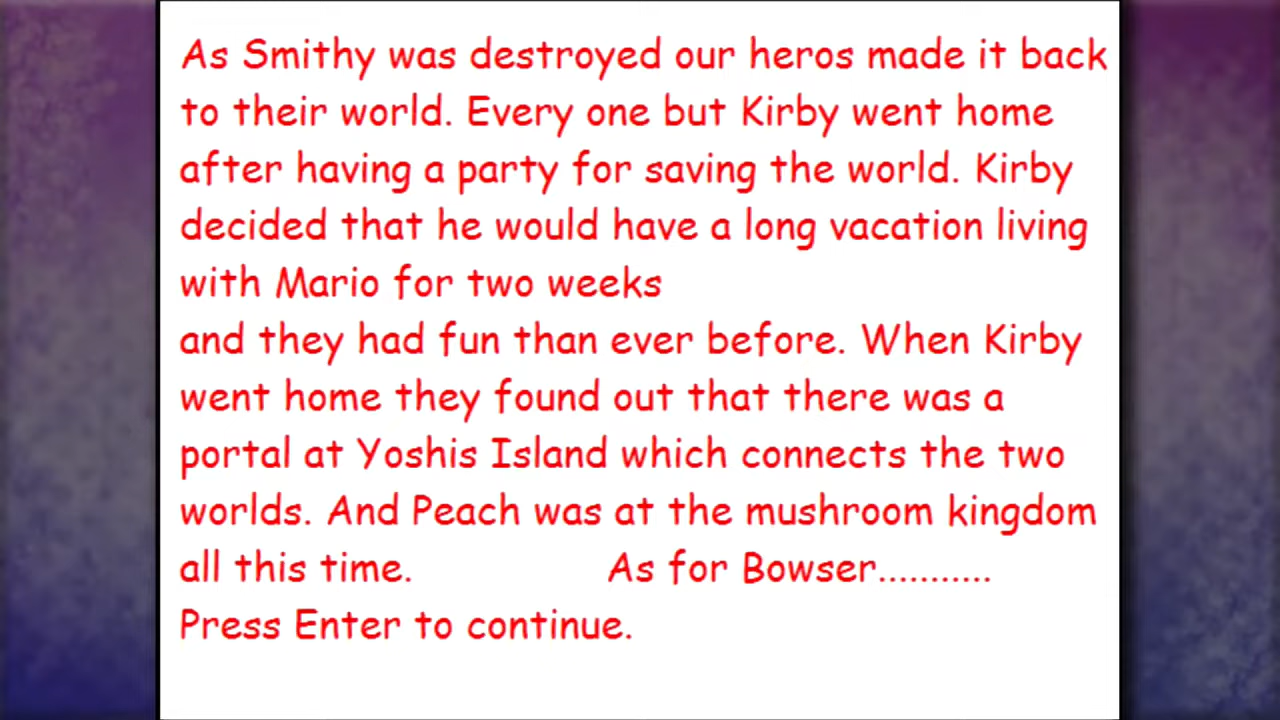 As Smithy was destroyed our heros made it back
to their world. Every one but Kirby went home
after having a party for saving the world. Kirby
decided that he would have a long vacation living
with Mario for two weeks
and they had fun than ever before. When Kirby
went home they found out that there was a
portal at Yoshis Island which connects the two
worlds. And Peach was at the mushroom kingdom
all this time. As for Bowser...........
Press Enter to continue.